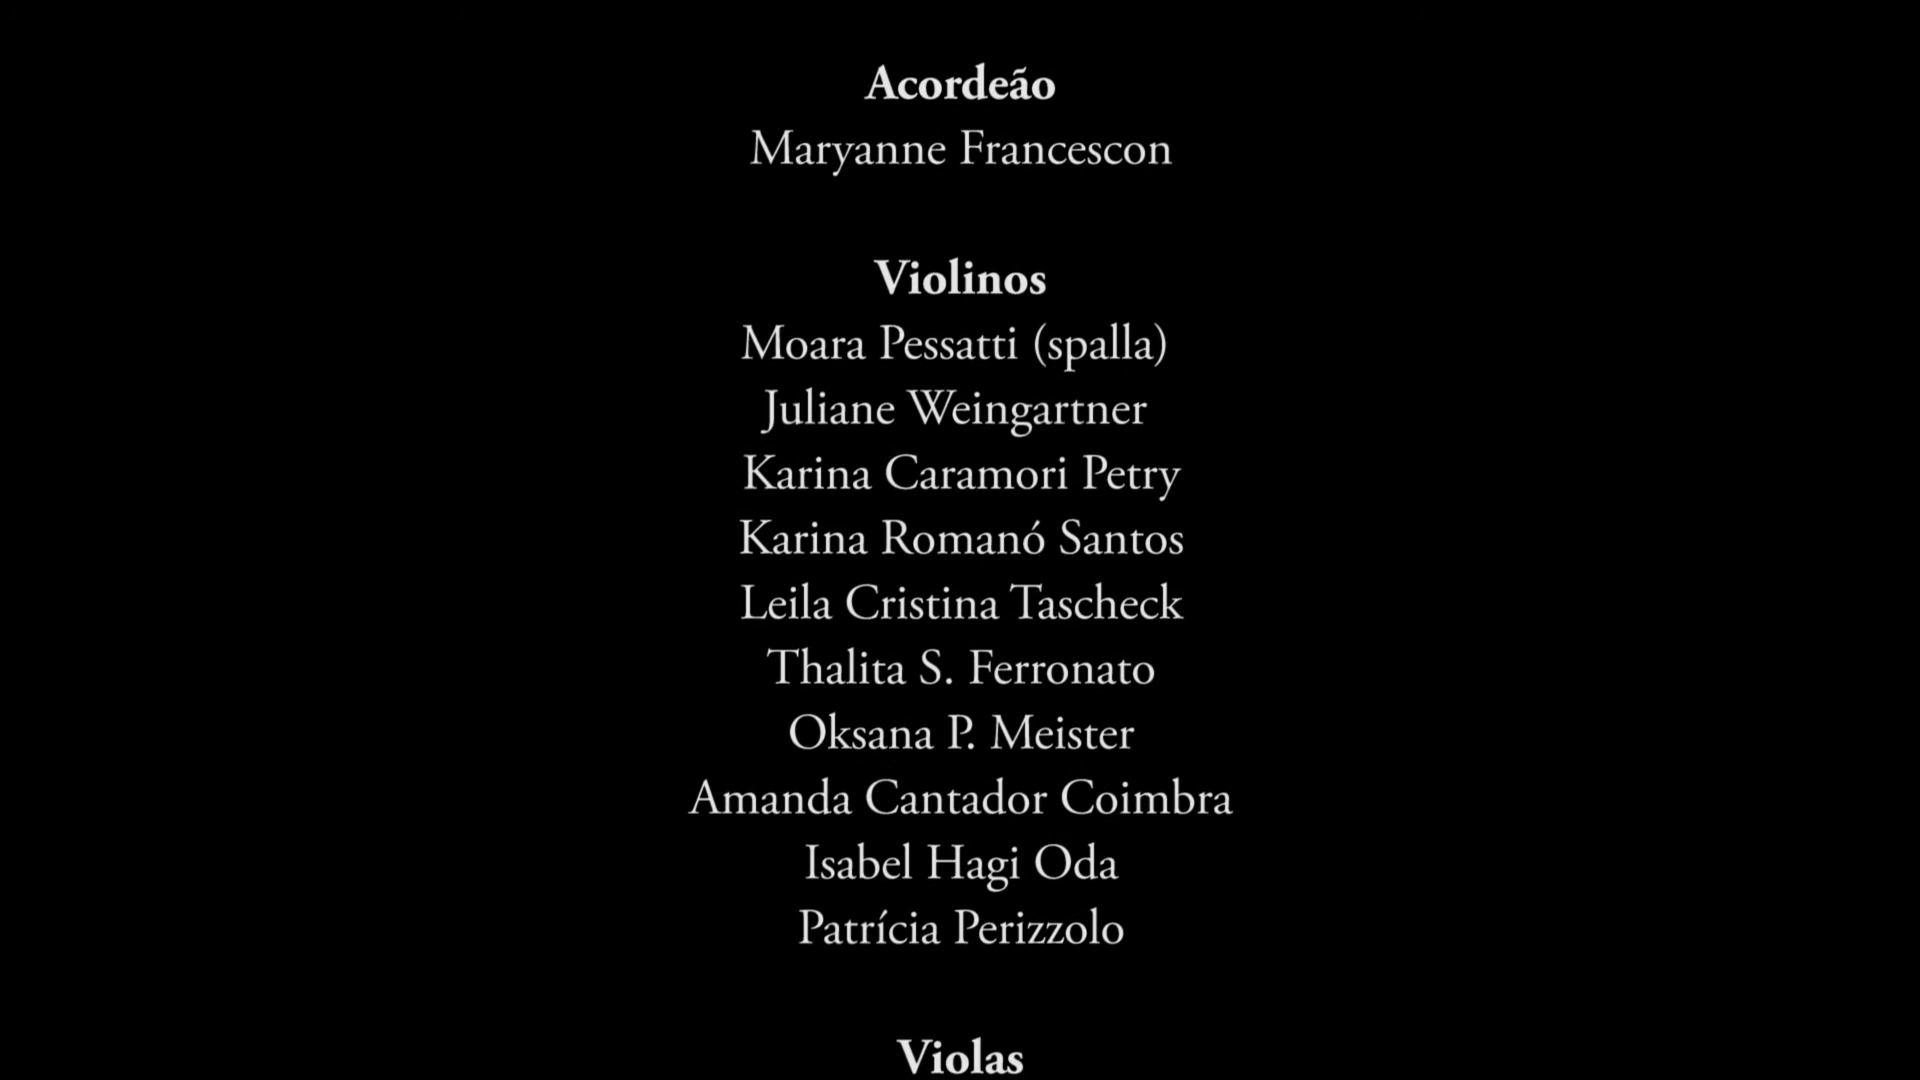 Acordeão
Maryanne Francescon
Violinos
Moara Pessatti (spalla)
Juliane Weingartner
Karina Caramori Petry
Karina Romanó Santos
Leila Cristina Tascheck
Thalita S. Ferronato
Oksana P. Meister
Amanda Cantador Coimbra
Isabel Hagi Oda
Patrícia Perizzolo
Violas